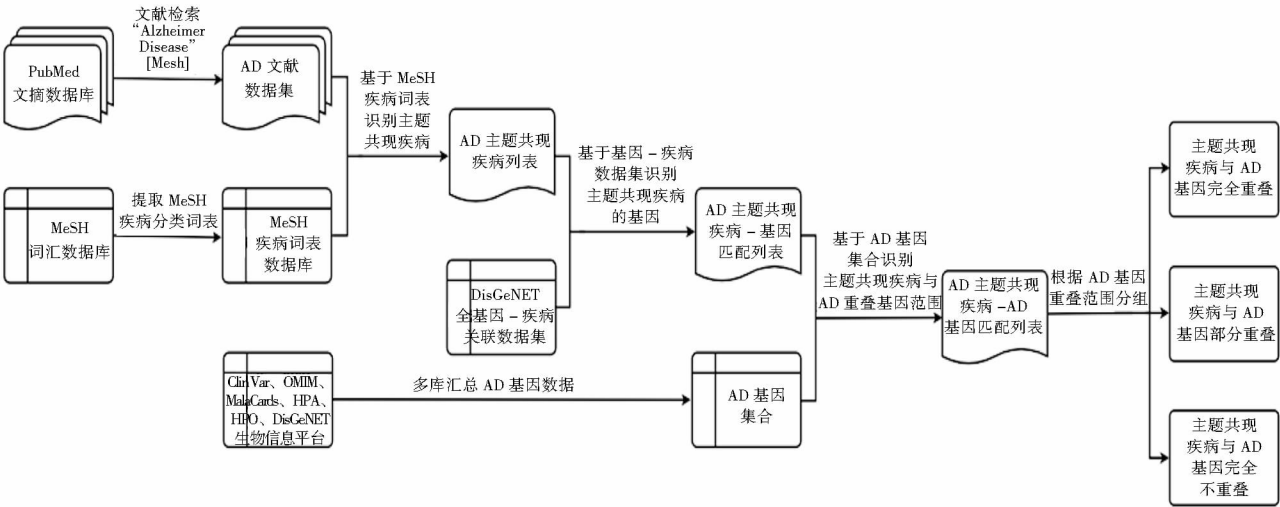 文献检索
“Alzheimer
Disease”
[Mesh]
PubMed
文摘数据库
AD 文献
数据集
基于 MeSH
疾病词表
识别主题
共现疾病
提取 MeSH
疾病分类词表
MeSH
词汇数据库
MeSH
疾病词表
数据库
AD 主题共现
疾病列表
基于基因－疾病
数据集识别
主题共现疾病
的基因
DisGeNET
全基因－疾病
关联数据集
AD 主题共现
疾病－基因
匹配列表
ClinVar、OMIM、
MalaCards、HPA、
HPO、DisGeNET
生物信息平台
多库汇总 AD 基因数据
AD 基因
集合
基于 AD 基因
集合识别
主题共现疾病与
AD 重叠基因范围
AD 主题共现
疾病－AD
基因匹配列表
根据 AD 基因
重叠范围分组
主题共现
疾病与 AD
基因完全重叠
主题共现
疾病与 AD
基因部分重叠
主题共现
疾病与 AD
基因完全
不重叠